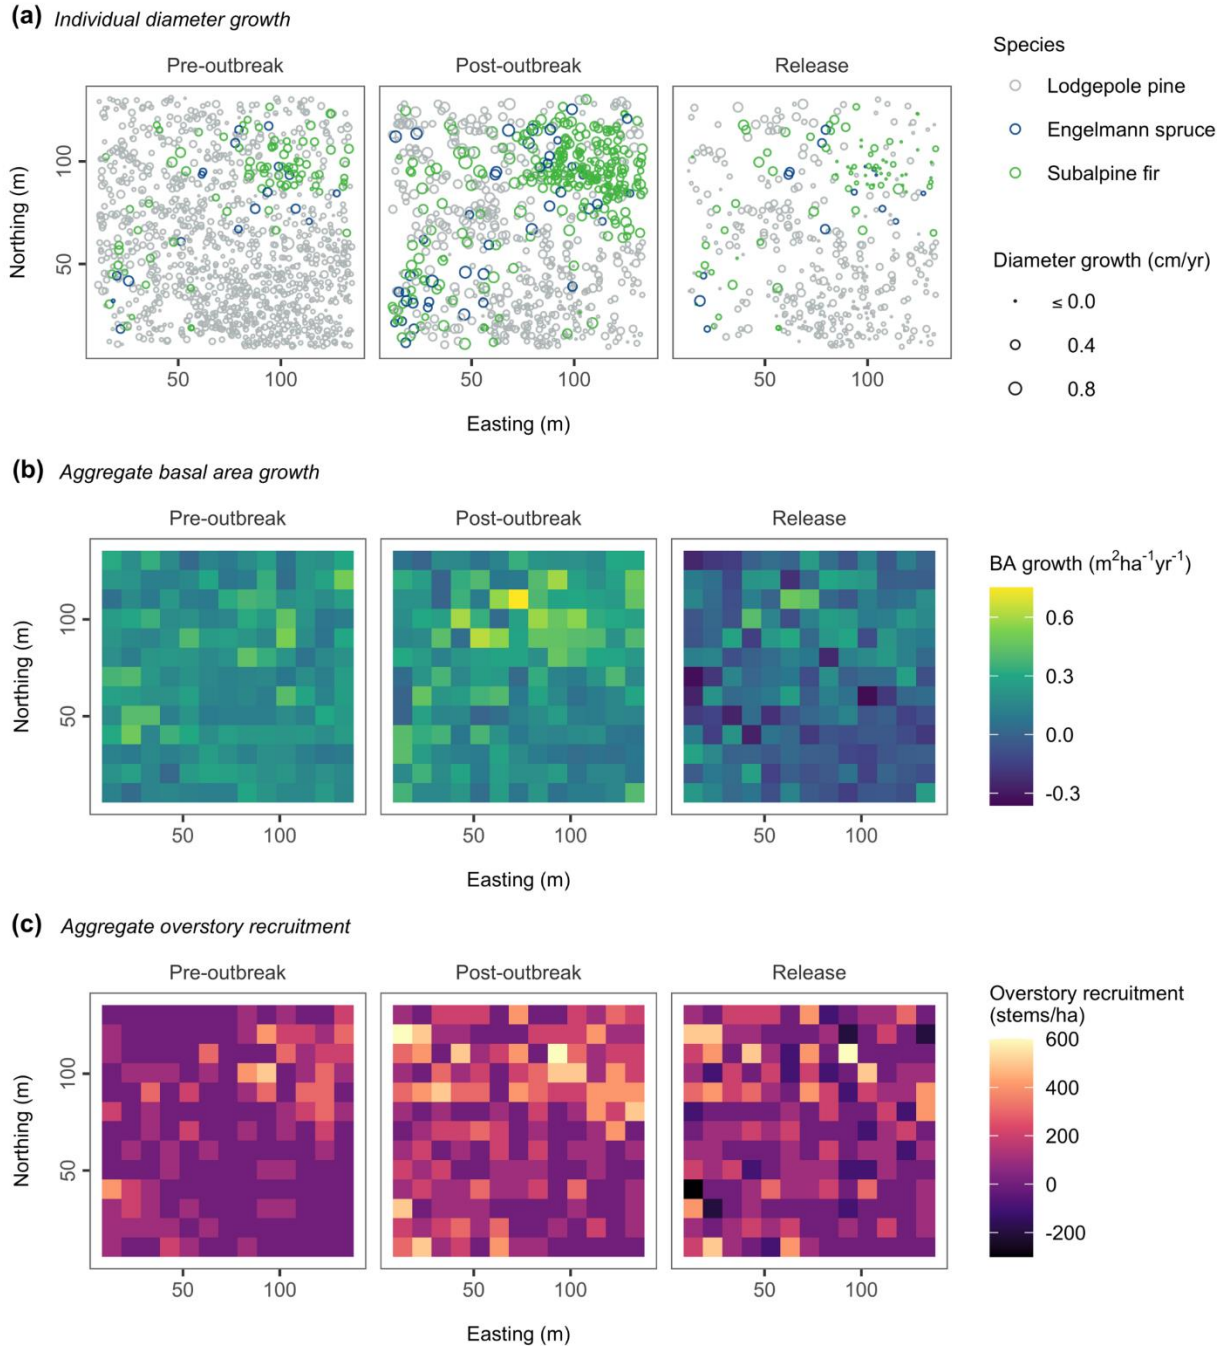 (a) Individual diameter growth
Pre-outbreak
Post-outbreak
Release
Northing (m)
100
50
50
100
50
100
50
100
Easting (m)
Species
Lodgepole pine
Engelmann spruce
Subalpine fir
Diameter growth (cm/yr)
≤ 0.0
0.4
0.8
(b) Aggregate basal area growth
Pre-outbreak
Post-outbreak
Release
Northing (m)
100
50
50
100
50
100
50
100
Easting (m)
BA growth (m²ha⁻¹yr⁻¹)
0.6
0.3
0.0
-0.3
(c) Aggregate overstory recruitment
Pre-outbreak
Post-outbreak
Release
Northing (m)
100
50
50
100
50
100
50
100
Easting (m)
Overstory recruitment
(stems/ha)
600
400
200
0
-200